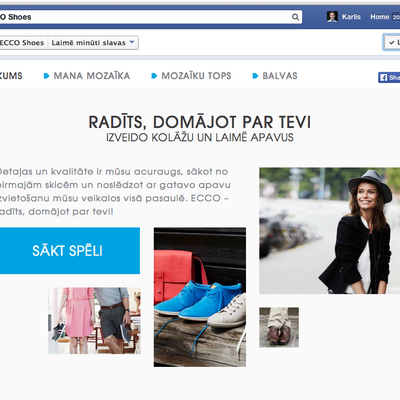 O Shoes
Karlis Home 20
ECCO Shoes Laimē minūti slavas
KUMS MANA MOZAĪKA MOZAĪKU TOPS BALVAS
Sha
RADĪTS, DOMĀJOT PAR TEVI
IZVEIDO KOLĀŽU UN LAIMĒ APAVUS
Detaļas un kvalitāte ir mūsu acuraugs, sākot no
pirmajām skicēm un noslēdzot ar gatavo apavu
izvietošanu mūsu veikalos visā pasaulē. ECCO –
radīts, domājot par tevi!
SĀKT SPĒLI